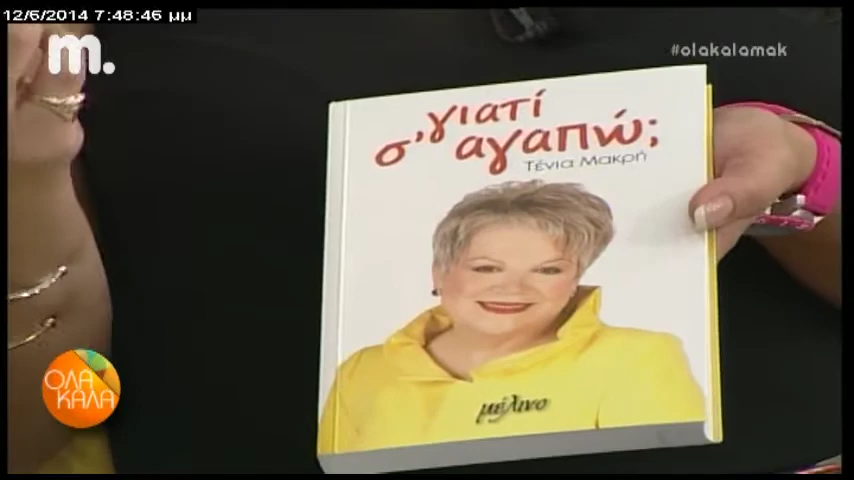 12/6/2014 7:48:46 μμ
m.
#olakalamak
γιατί
σ' αγαπώ;
Τένια Μακρή
μέλινο
ΟΛΑ
ΚΑΛΑ